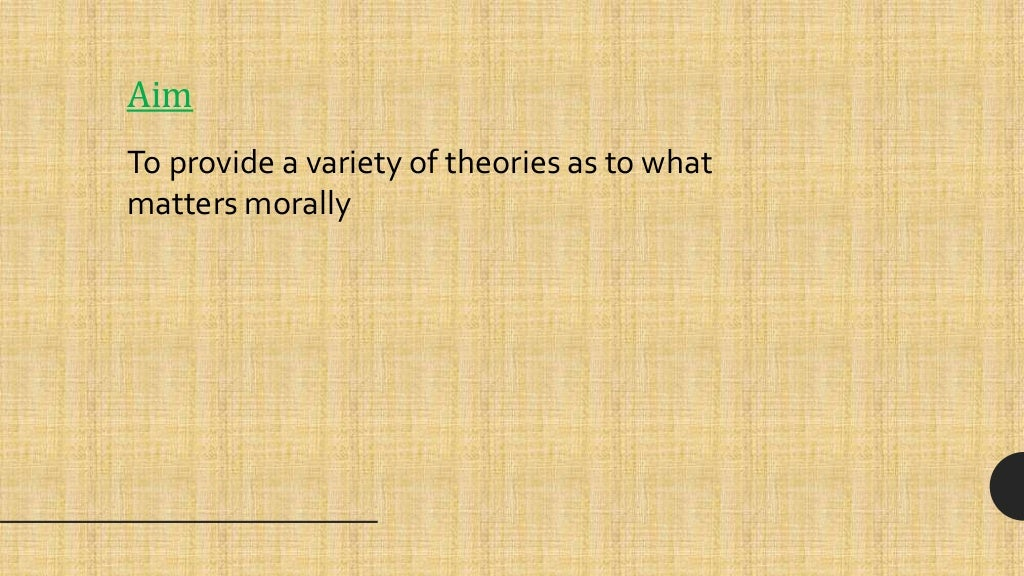 Aim
To provide a variety of theories as to what
matters morally